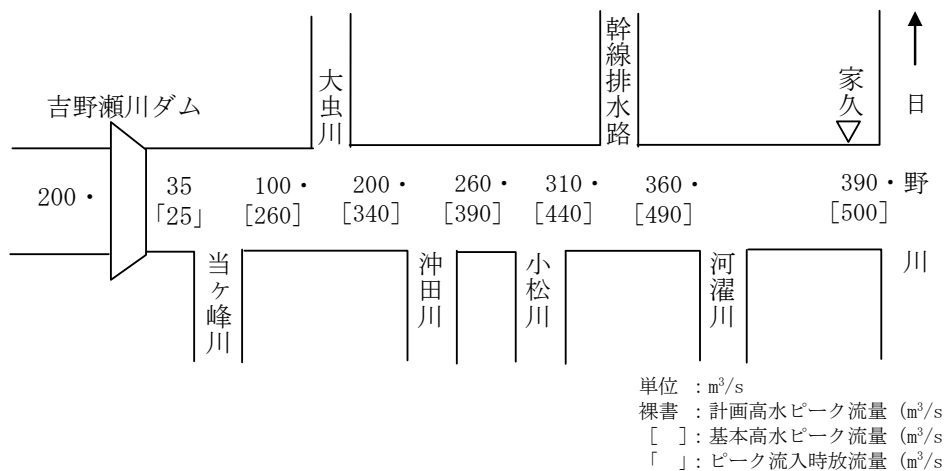 大虫川
幹線排水路
家久
日野川
吉野瀬川ダム
200・
35
「25」
100・
[260]
200・
[340]
260・
[390]
310・
[440]
360・
[490]
390・
[500]
当ヶ峰川
沖田川
小松川
河濯川
単位 : m³/s
裸書 : 計画高水ピーク流量 (m³/s
[ ] : 基本高水ピーク流量 (m³/s
「 」: ピーク流入時放流量 (m³/s